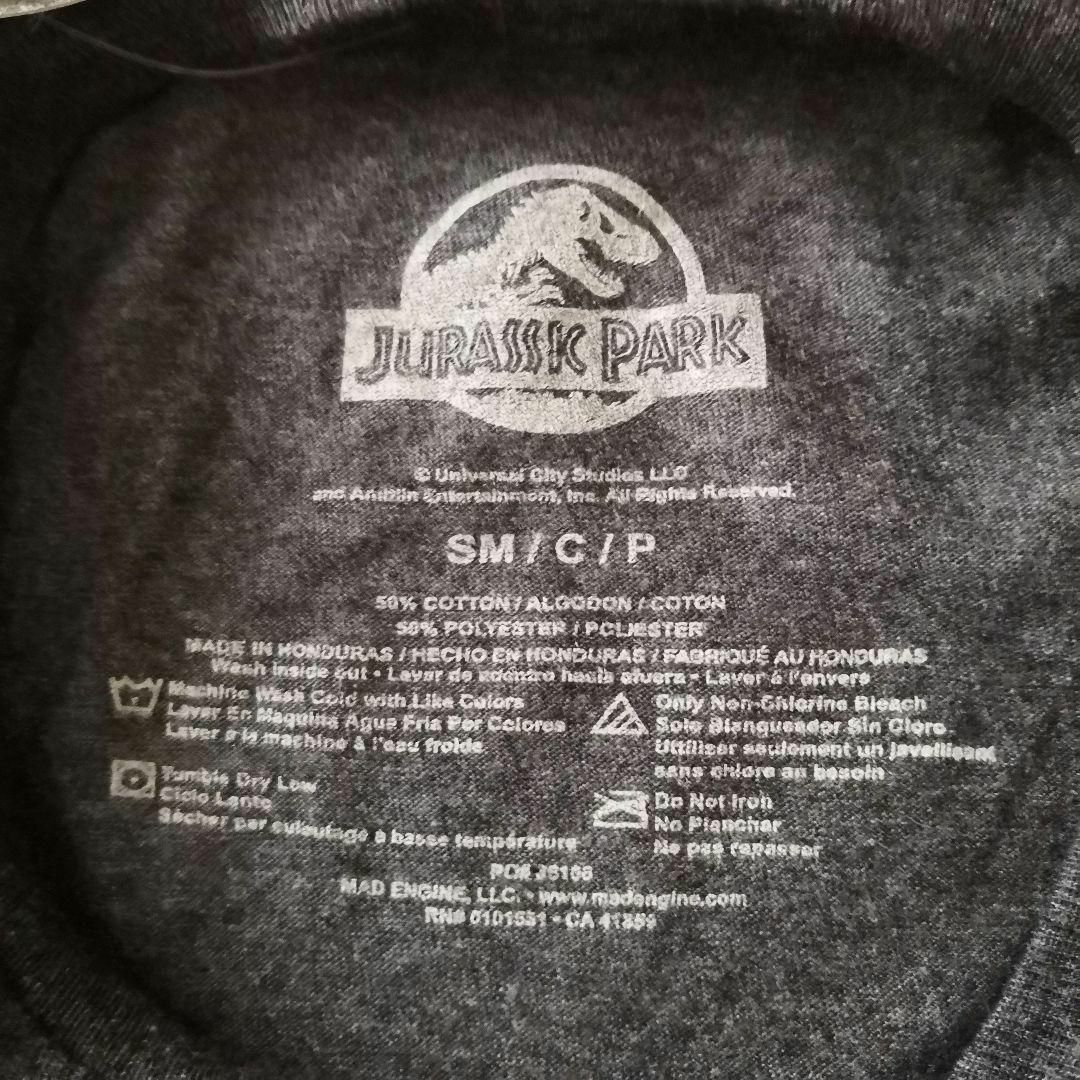 JURASSIC PARK
© Universal City Studios LLC
and Amblin Entertainment, Inc. All Rights Reserved.
SM / C / P
50% COTTON / ALGODON / COTON
50% POLYESTER / POLIESTER
MADE IN HONDURAS / HECHO EN HONDURAS / FABRIQUÉ AU HONDURAS
Wash inside out • Lavar de adentro hacia afuera • Laver á l'envers
Machine Wash Cold with Like Colors
Lavar En Maquina Agua Fria Por Colores
Laver a la machine à l'eau froide
Tumble Dry Low
Ciclo Lento
Sécher par culbutage à basse température
Only Non-Chlorine Bleach
Solo Blanqueador Sin Cloro
Uttiliser seulement un javellisant
sans chlore au besoin
Do Not Iron
No Planchar
Ne pas repasser
PO#
MAD ENGINE, LLC. • www.madengine.com
RN# • CA